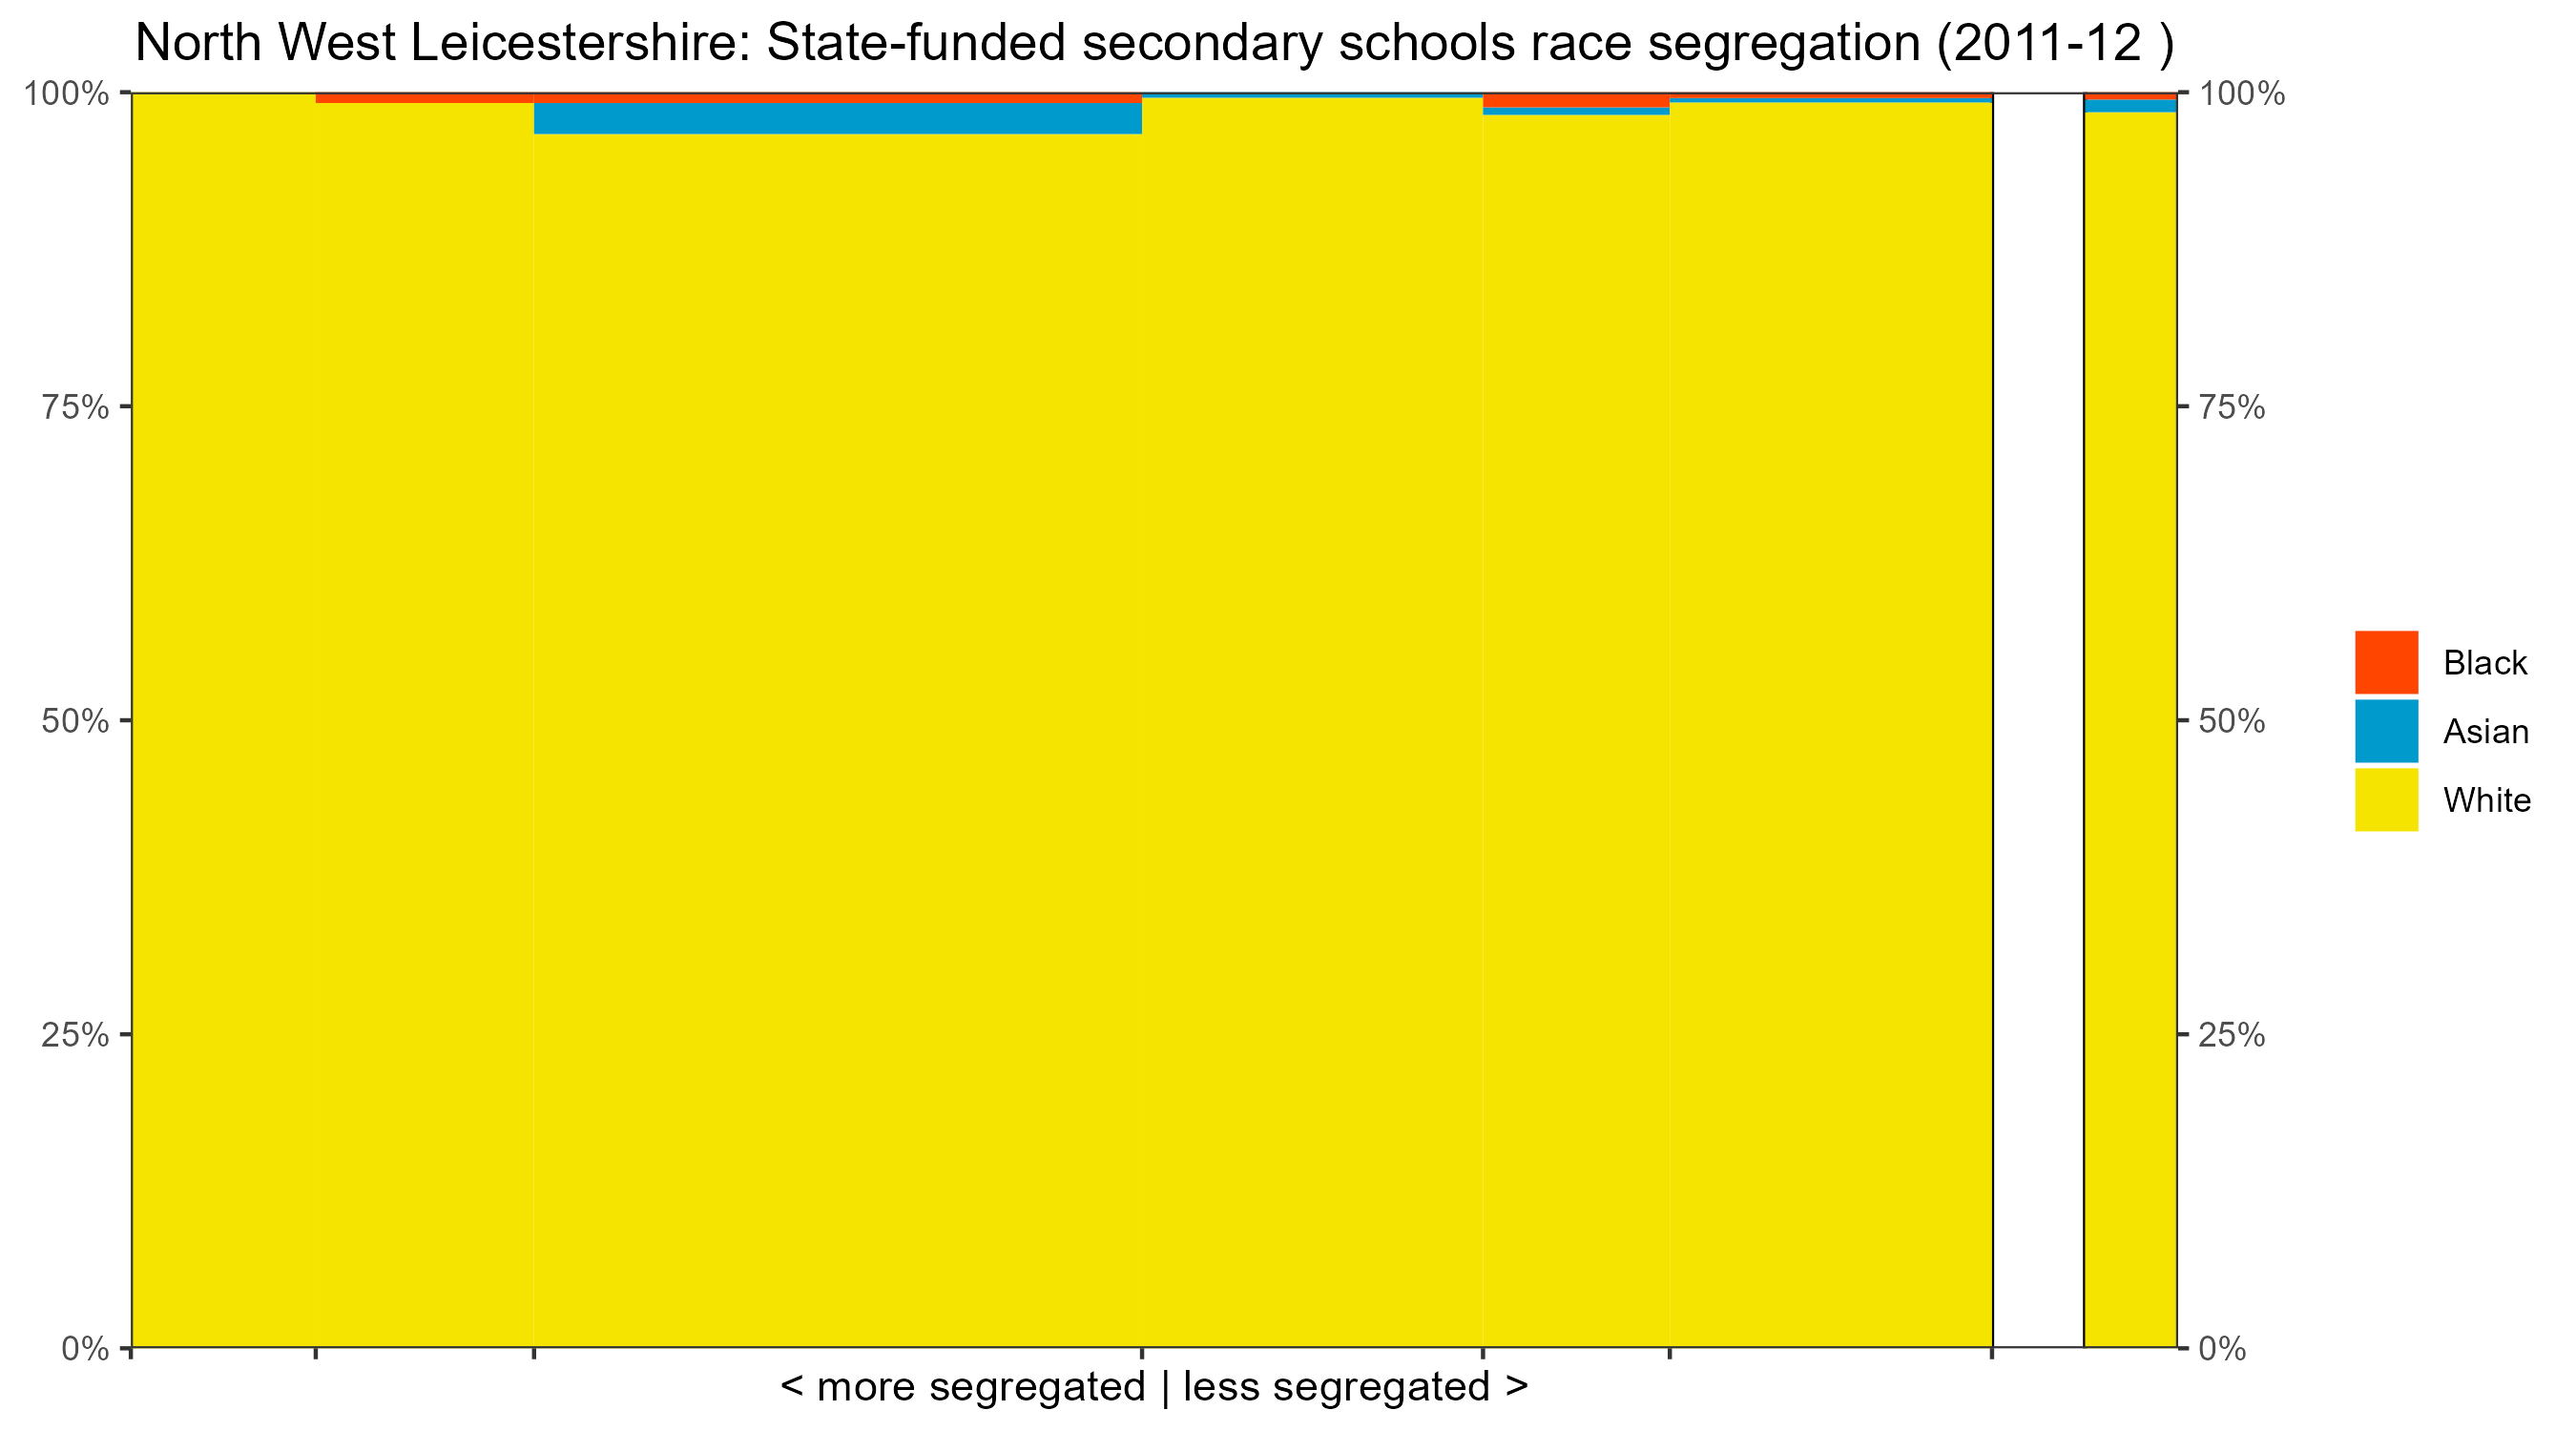 North West Leicestershire: State-funded secondary schools race segregation (2011-12 )
100%
75%
50%
25%
0%
100%
75%
50%
25%
0%
Black
Asian
White
< more segregated | less segregated >